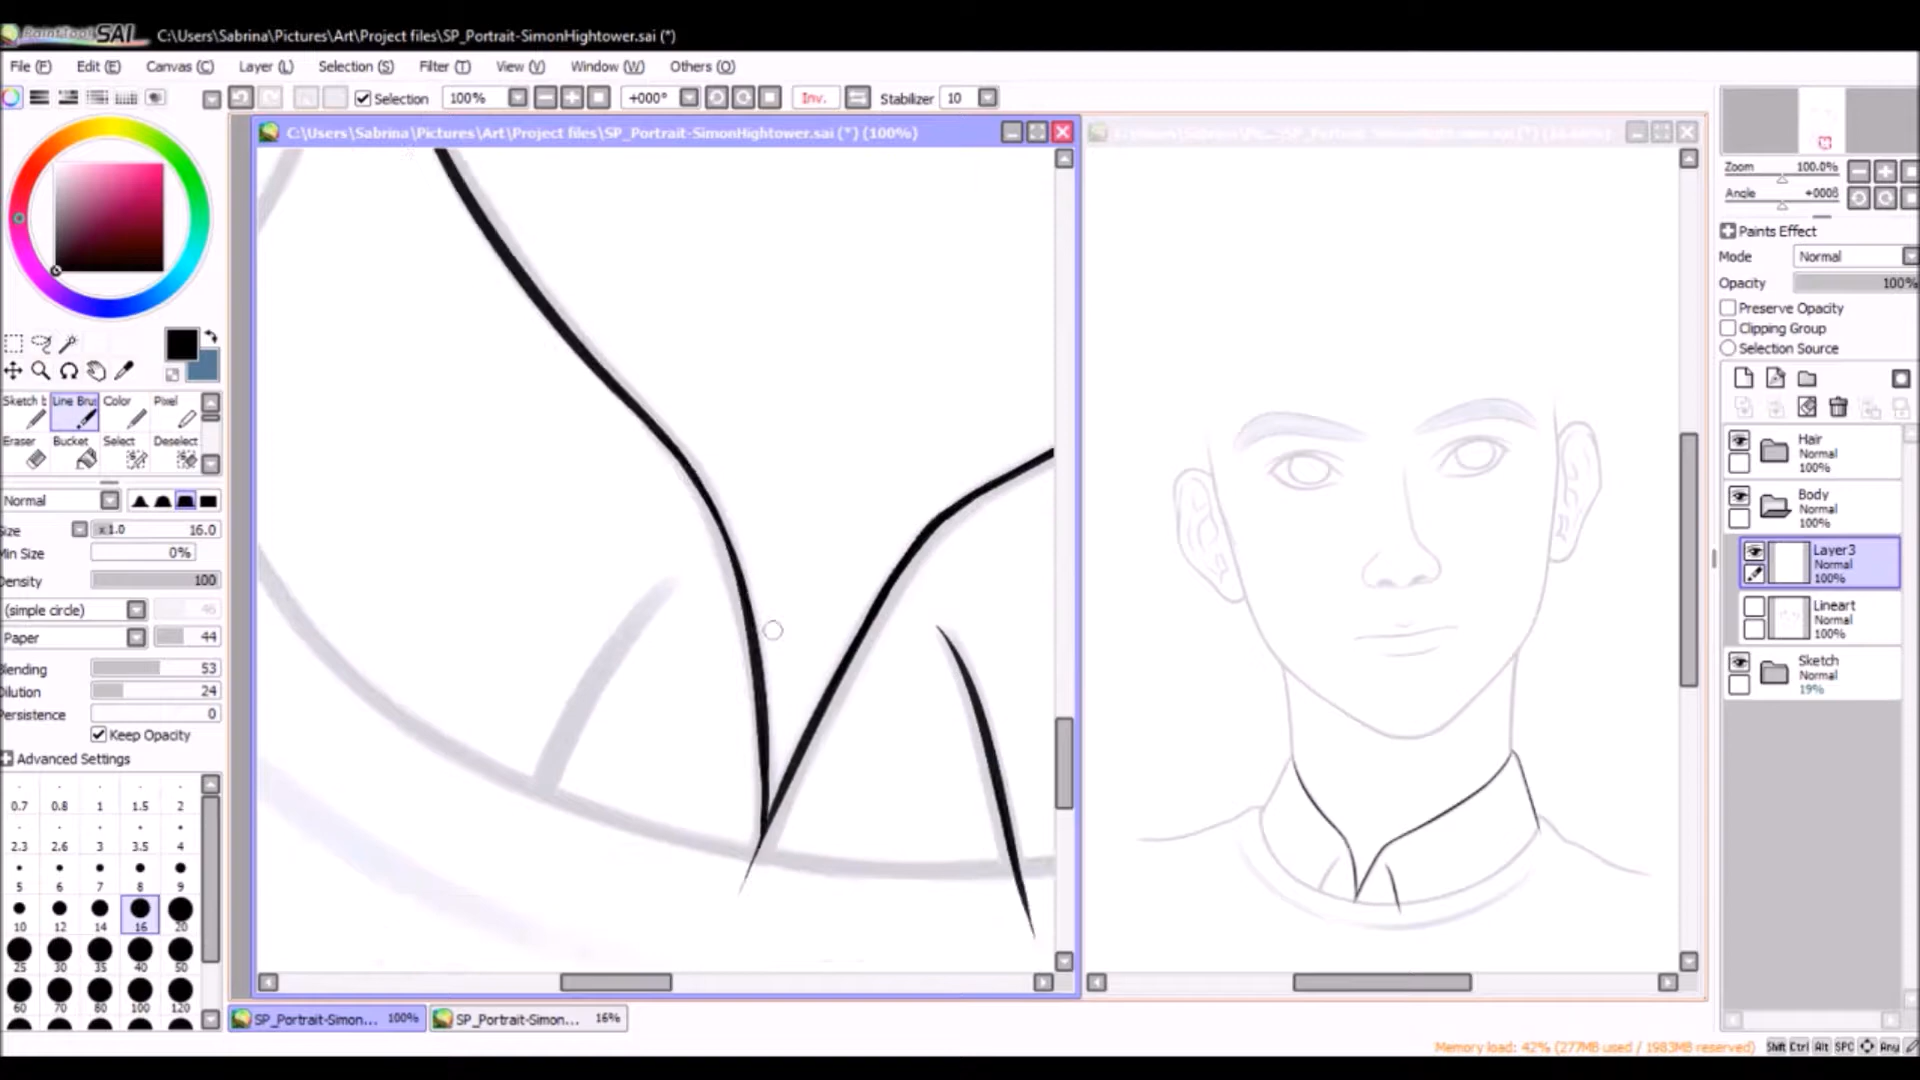 PaintTool SAI C:\Users\Sabrina\Pictures\Art\Project files\SP_Portrait-SimonHightower.sai (*)
File (F) Edit (E) Canvas (C) Layer (L) Selection (S) Filter (T) View (V) Window (W) Others (O)
Selection 100% +000° Inv. Stabilizer 10
C:\Users\Sabrina\Pictures\Art\Project files\SP_Portrait-SimonHightower.sai (*) (100%)
Zoom 100.0%
Angle +000ß
Paints Effect
Mode Normal
Opacity 100%
Preserve Opacity
Clipping Group
Selection Source
Sketch b Line Bru Color Pixel
Eraser Bucket Select Deselect
Normal
Size x1.0 16.0
Min Size 0%
Density 100
(simple circle) 46
Paper 44
Blending 53
Dilution 24
Persistence 0
Keep Opacity
Advanced Settings
0.7 0.8 1 1.5 2
2.3 2.6 3 3.5 4
5 6 7 8 9
10 12 14 16 20
25 30 35 40 50
60 70 80 100 120
Hair
Normal
100%
Body
Normal
100%
Layer3
Normal
100%
Lineart
Normal
100%
Sketch
Normal
19%
SP_Portrait-Simon... 100% SP_Portrait-Simon... 16%
Memory load: 42% (277MB used / 1983MB reserved) Shift Ctrl Alt SPC Any